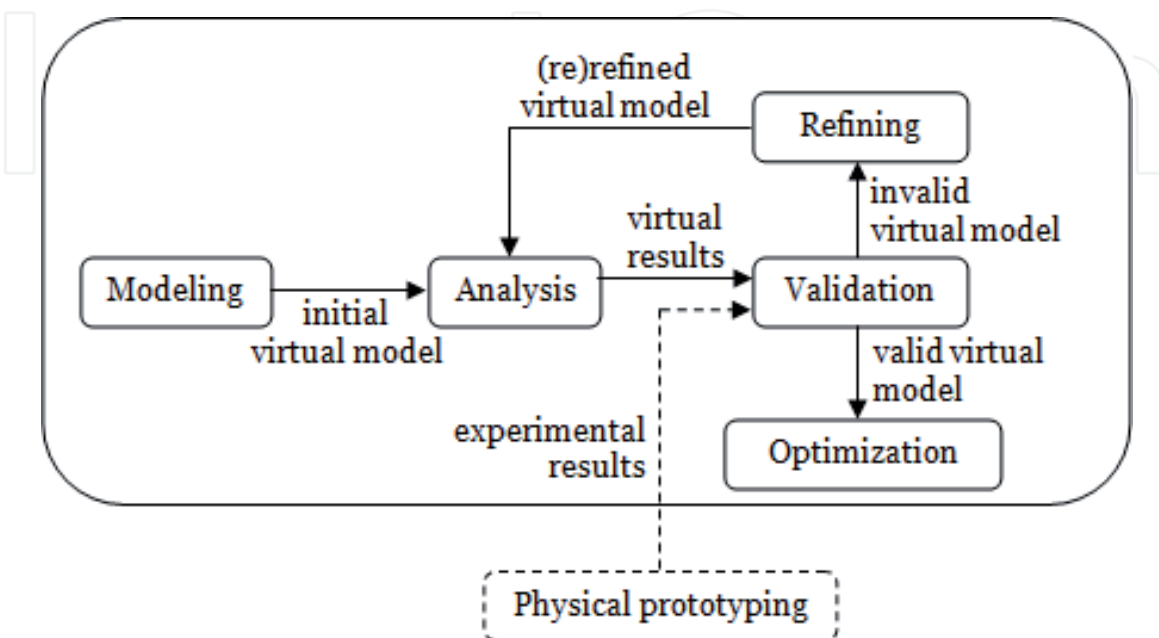 (re)refined
virtual model
Refining
invalid
virtual model
virtual
results
Modeling
Analysis
Validation
initial
virtual model
valid virtual
model
experimental
results
Optimization
Physical prototyping